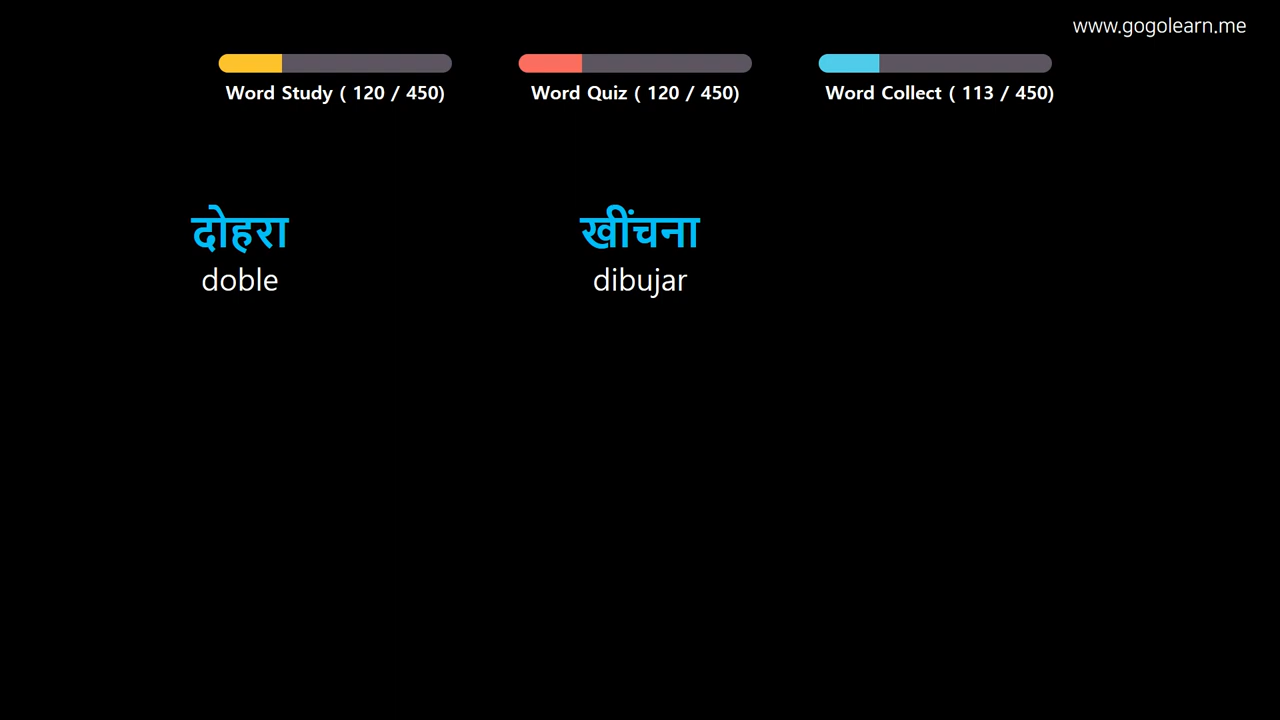 www.gogolearn.me
Word Study ( 120 / 450)
Word Quiz ( 120 / 450)
Word Collect ( 113 / 450)
दोहरा
doble
खींचना
dibujar